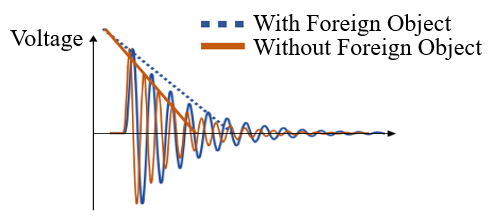 With Foreign Object
Voltage
Without Foreign Object